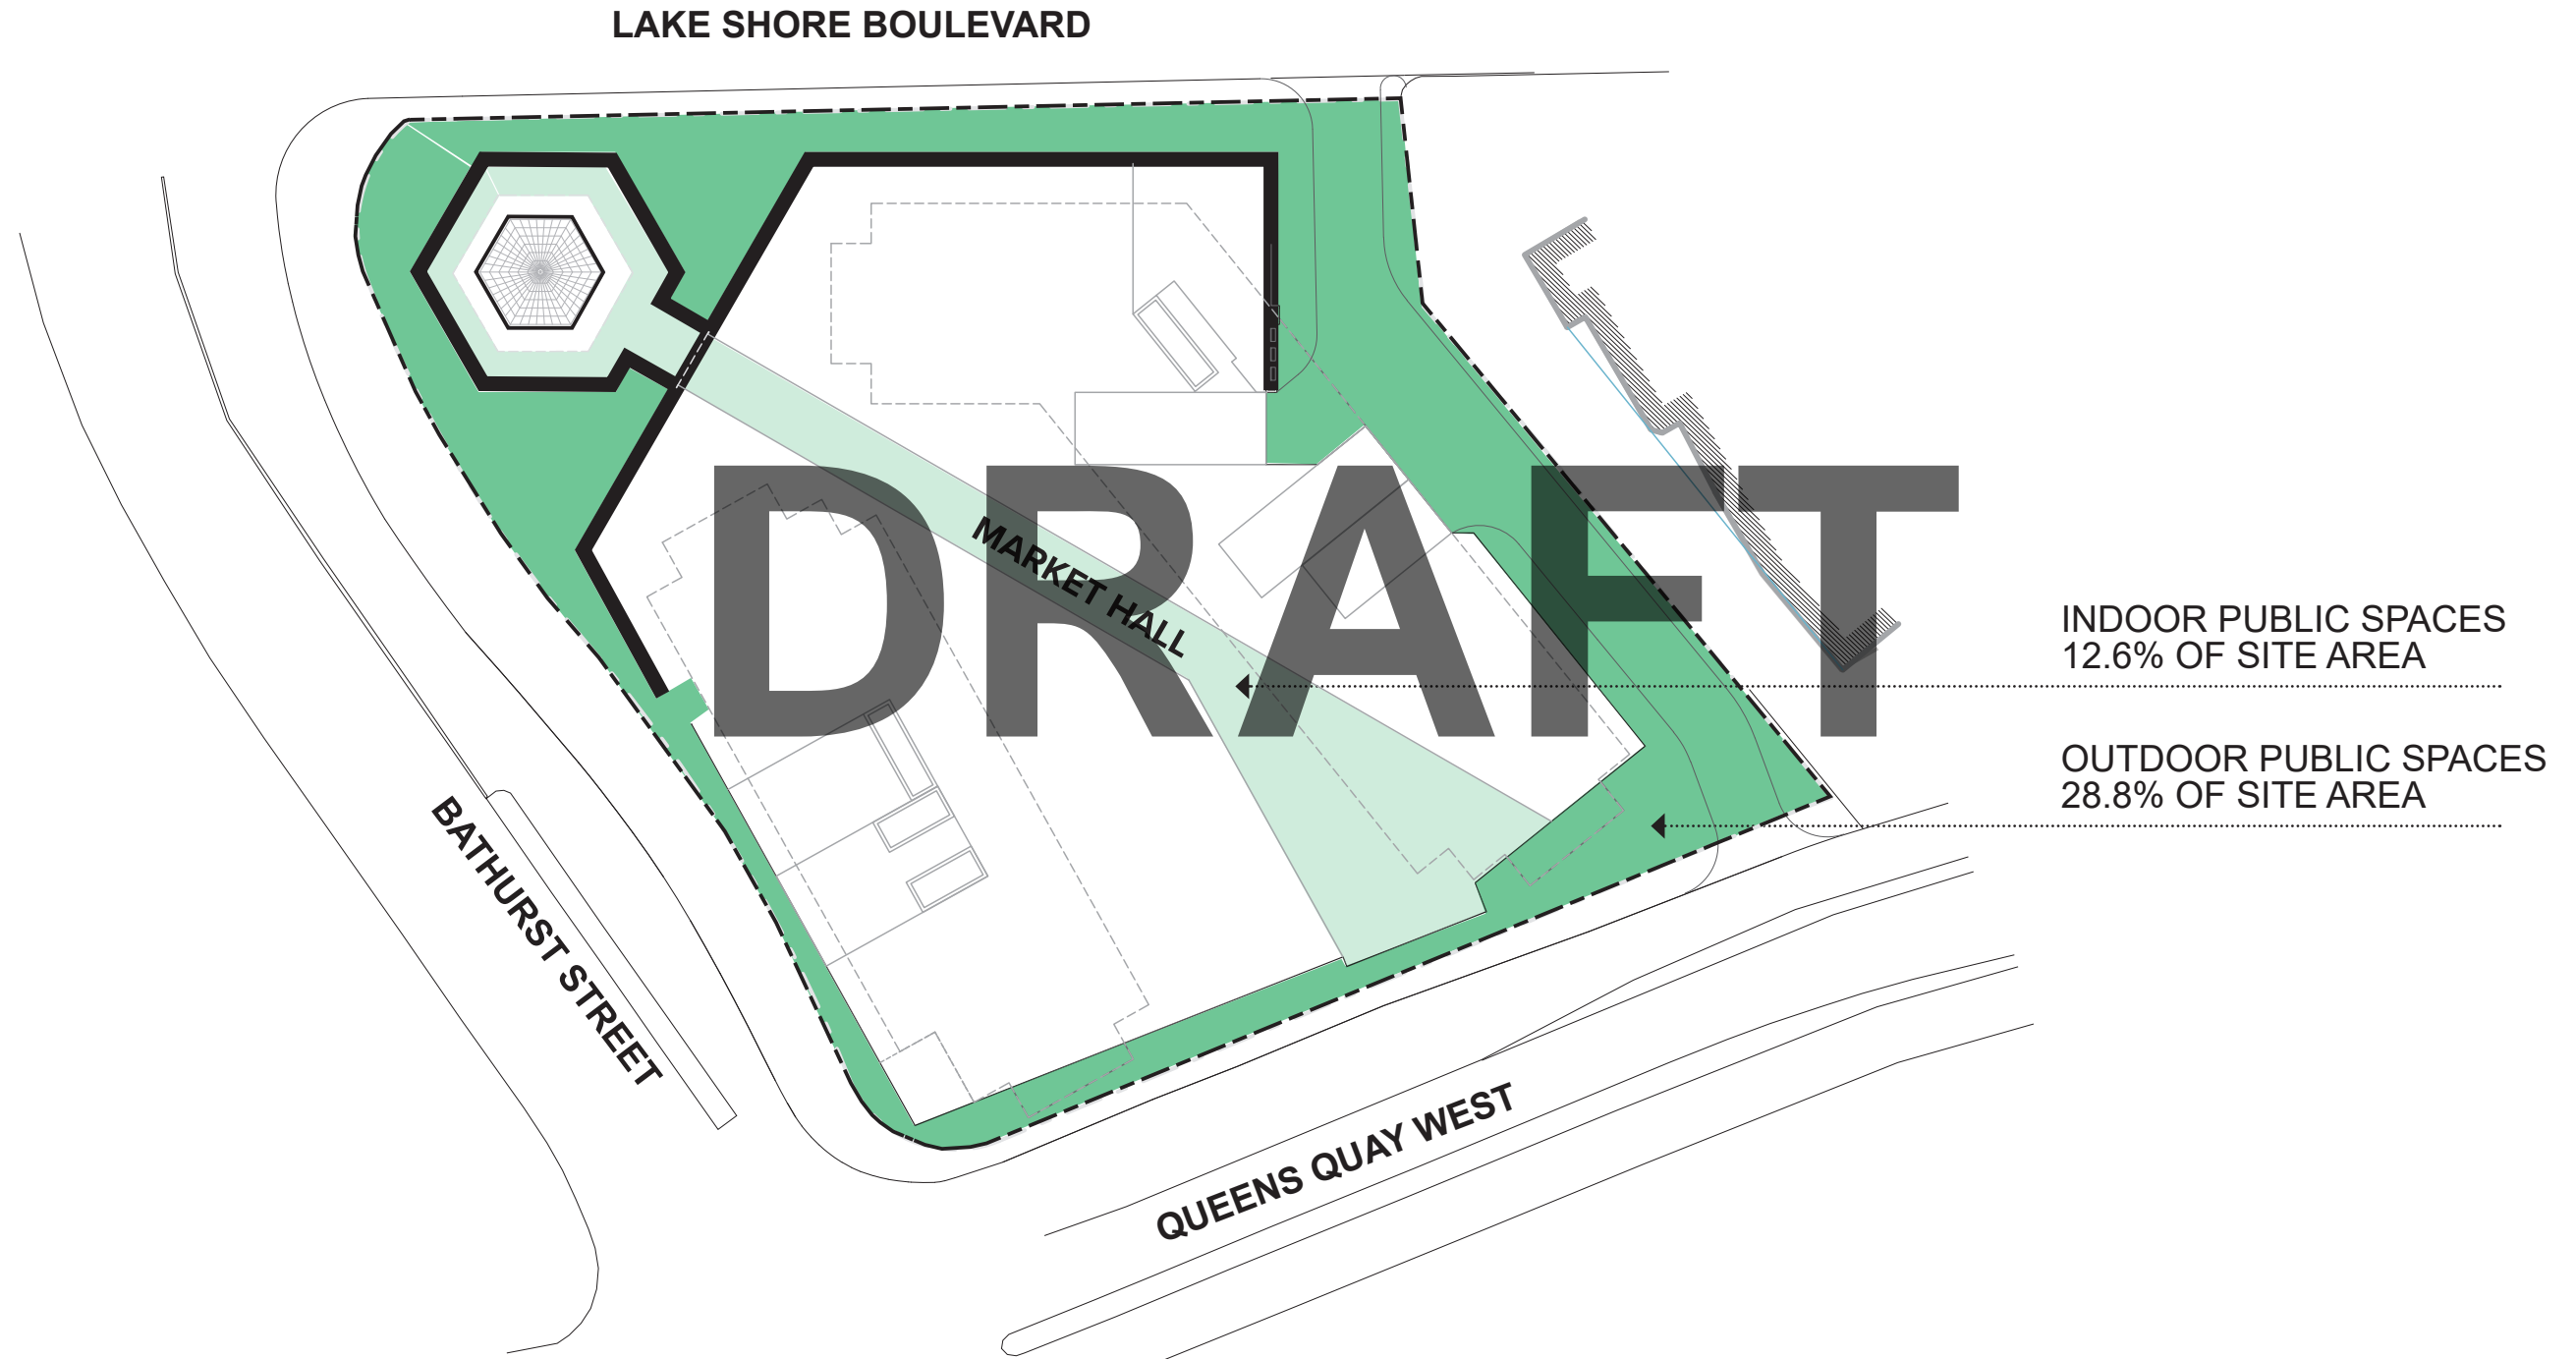 LAKE SHORE BOULEVARD
DRAFT
MARKET HALL
INDOOR PUBLIC SPACES
12.6% OF SITE AREA
OUTDOOR PUBLIC SPACES
28.8% OF SITE AREA
BATHURST STREET
QUEENS QUAY WEST